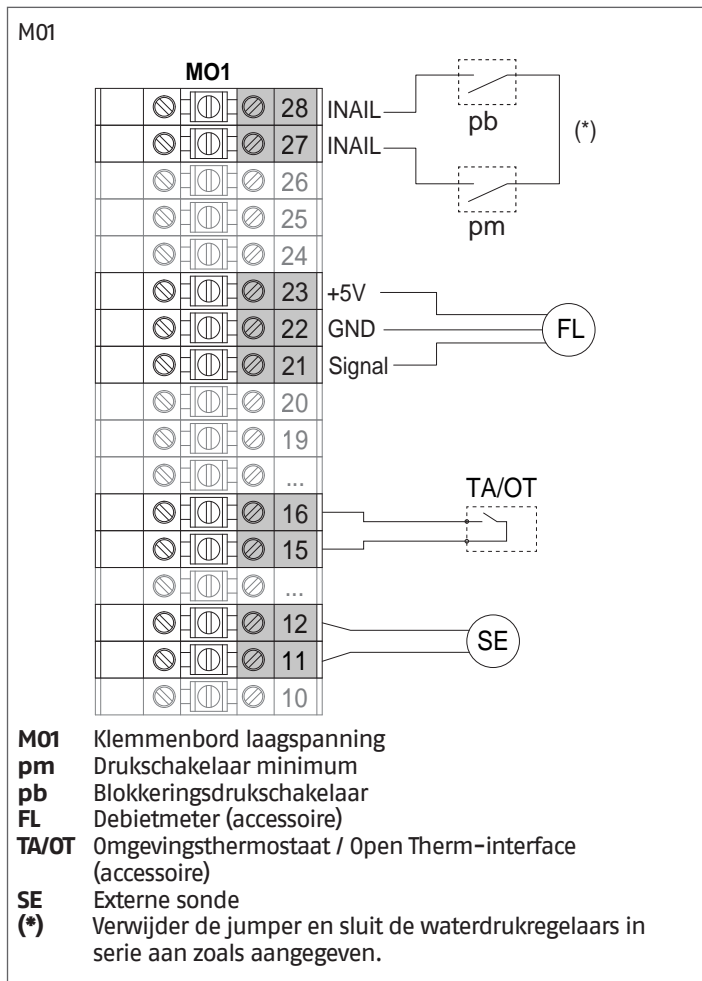 M01
MO1
28 INAIL
pb
(*)
27 INAIL
26
pm
25
24
23 +5V
22 GND
FL
21 Signal
20
19
...
TA/OT
16
15
...
12
SE
11
10
M01 Klemmenbord laagspanning
pm Drukschakelaar minimum
pb Blokkeringsdrukschakelaar
FL Debietmeter (accessoire)
TA/OT Omgevingsthermostaat / Open Therm-interface
(accessoire)
SE Externe sonde
(*) Verwijder de jumper en sluit de waterdrukregelaars in
serie aan zoals aangegeven.